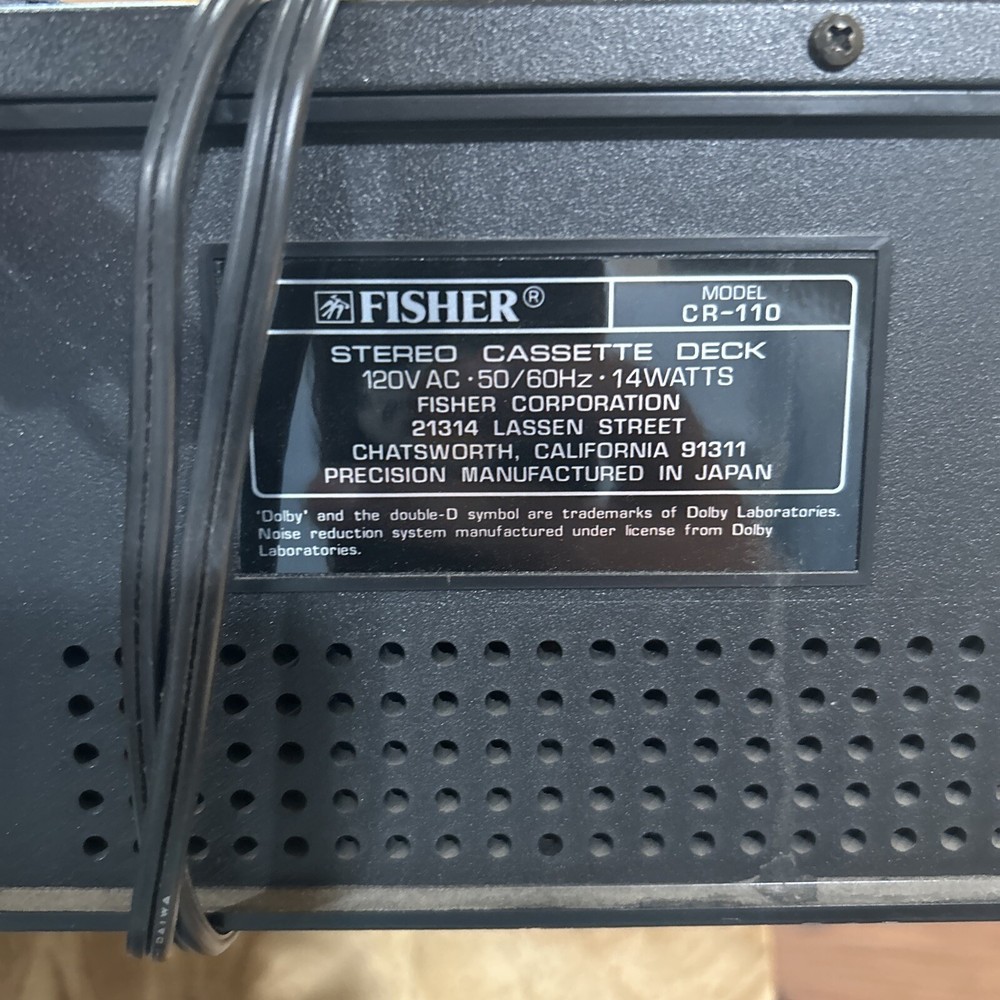 FISHER®
MODEL
CR-110
STEREO CASSETTE DECK
120V AC · 50/60Hz · 14WATTS
FISHER CORPORATION
21314 LASSEN STREET
CHATSWORTH, CALIFORNIA 91311
PRECISION MANUFACTURED IN JAPAN
"Dolby" and the double-D symbol are trademarks of Dolby Laboratories.
Noise reduction system manufactured under license from Dolby
Laboratories.
DAIWA